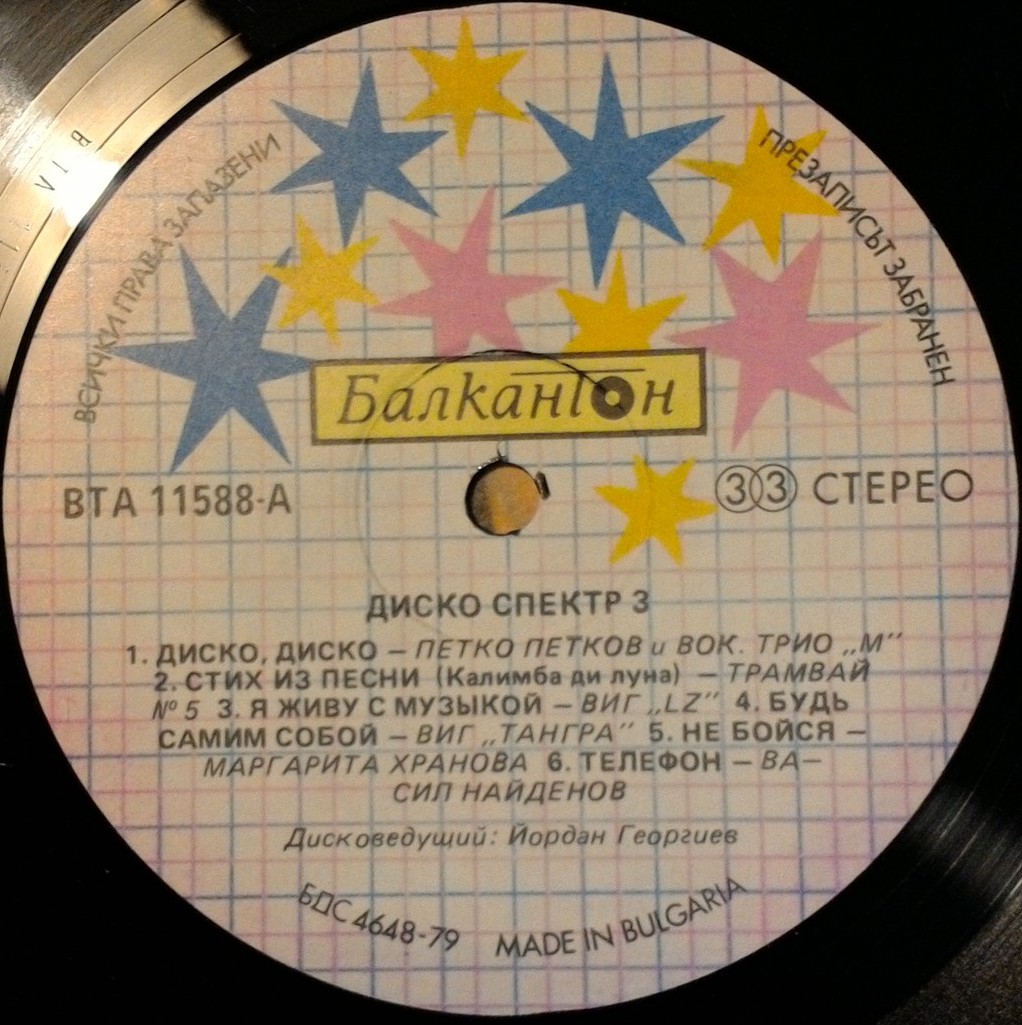 ВСИЧКИ ПРАВА ЗАПАЗЕНИ
ПРЕЗАПИСЪТ ЗАБРАНЕН
Балкантон
ВТА 11588-А
33 СТЕРЕО
ДИСКО СПЕКТР 3
1. ДИСКО, ДИСКО – ПЕТКО ПЕТКОВ и ВОК. ТРИО „М"
2. СТИХ ИЗ ПЕСНИ (Калимба ди луна) – ТРАМВАЙ
№ 5 3. Я ЖИВУ С МУЗЫКОЙ – ВИГ „LZ" 4. БУДЬ
САМИМ СОБОЙ – ВИГ „ТАНГРА" 5. НЕ БОЙСЯ –
МАРГАРИТА ХРАНОВА 6. ТЕЛЕФОН – ВА–
СИЛ НАЙДЕНОВ
Дисководущий: Йордан Георгиев
БДС 4648-79
MADE IN BULGARIA